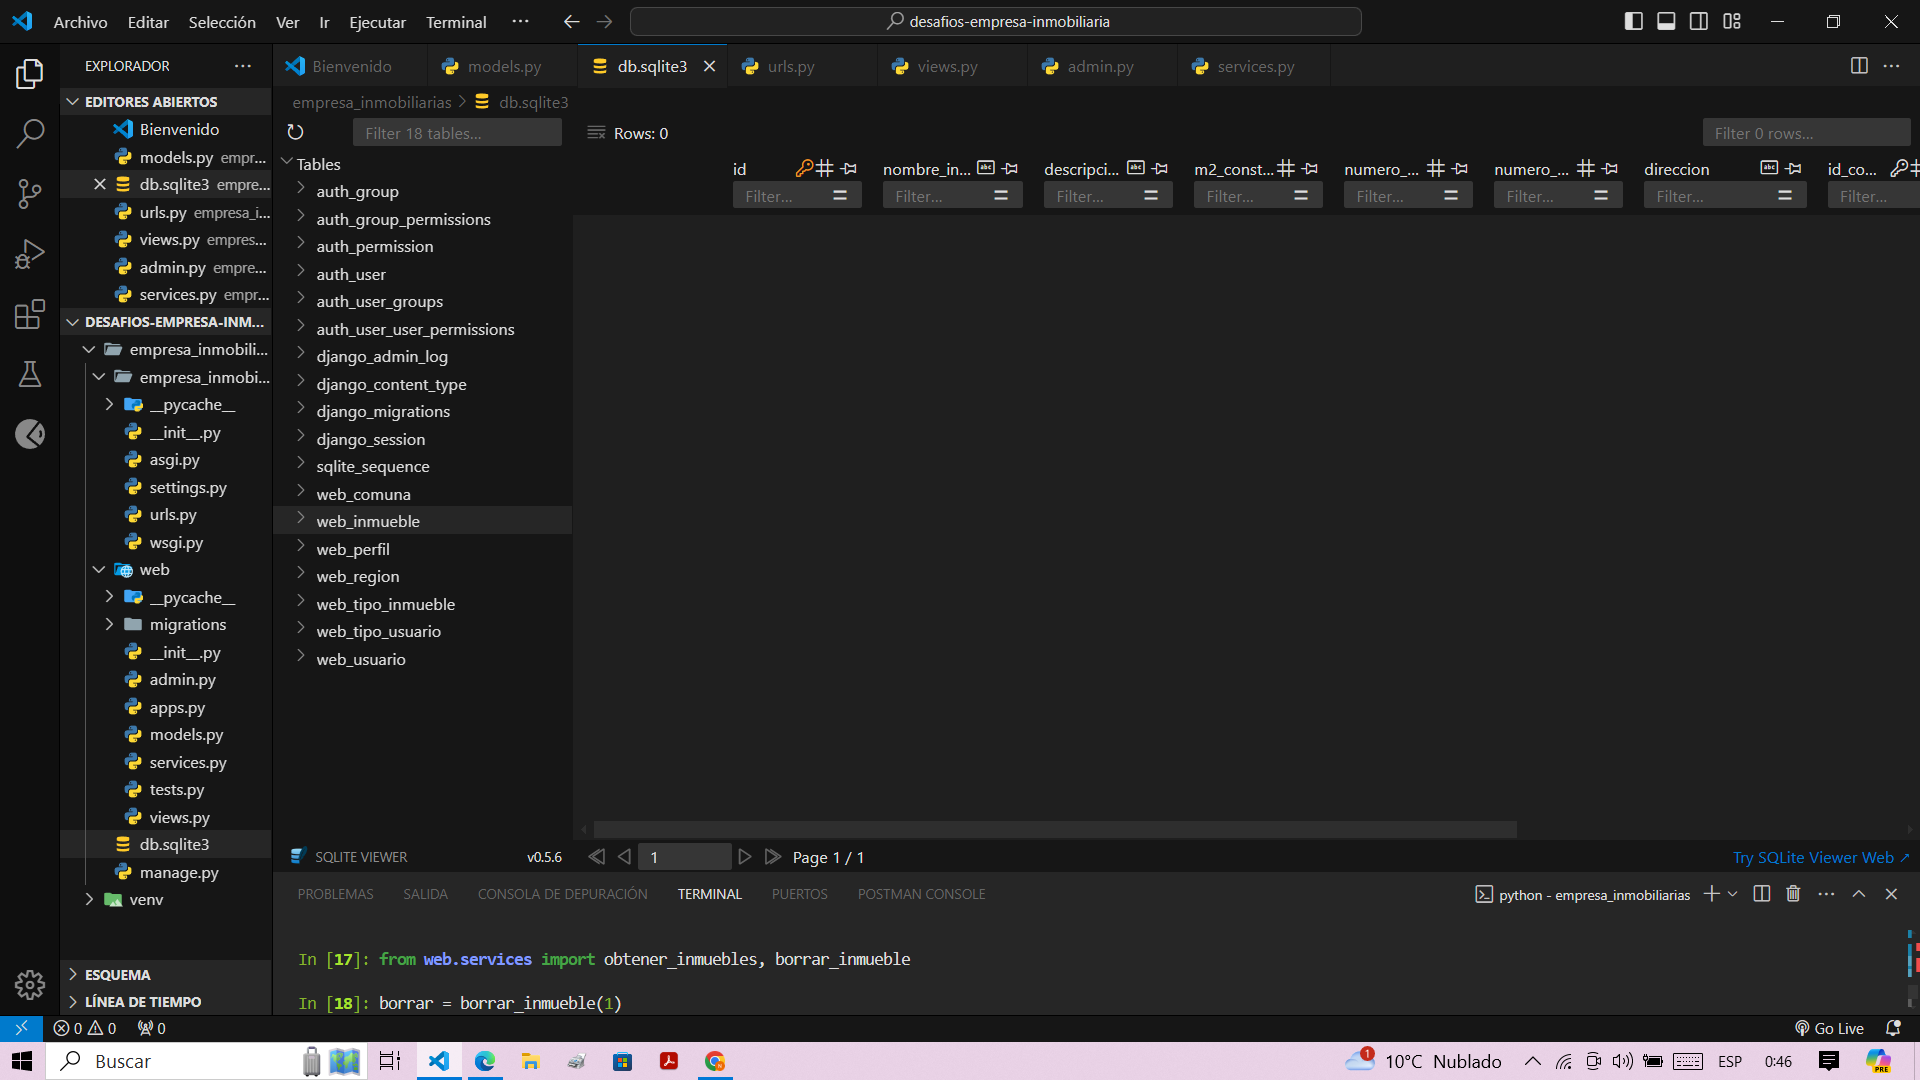 Archivo Editar Selección Ver Ir Ejecutar Terminal ··· desafios-empresa-inmobiliaria
EXPLORADOR
EDITORES ABIERTOS
Bienvenido
models.py empr...
db.sqlite3 empre...
urls.py empresa_i...
views.py empres...
admin.py empre...
services.py empr...
DESAFIOS-EMPRESA-INM...
empresa_inmobili...
empresa_inmobi...
__pycache__
__init__.py
asgi.py
settings.py
urls.py
wsgi.py
web
__pycache__
migrations
__init__.py
admin.py
apps.py
models.py
services.py
tests.py
views.py
db.sqlite3
manage.py
venv
ESQUEMA
LÍNEA DE TIEMPO
Bienvenido models.py db.sqlite3 urls.py views.py admin.py services.py
empresa_inmobiliarias > db.sqlite3
Filter 18 tables...
Rows: 0
Filter 0 rows...
Tables
auth_group
auth_group_permissions
auth_permission
auth_user
auth_user_groups
auth_user_user_permissions
django_admin_log
django_content_type
django_migrations
django_session
sqlite_sequence
web_comuna
web_inmueble
web_perfil
web_region
web_tipo_inmueble
web_tipo_usuario
web_usuario
id nombre_in... descripci... m2_const... numero_... numero_... direccion id_co...
Filter... Filter... Filter... Filter... Filter... Filter... Filter... Filter...
SQLITE VIEWER v0.5.6
1 Page 1 / 1
Try SQLite Viewer Web
PROBLEMAS SALIDA CONSOLA DE DEPURACIÓN TERMINAL PUERTOS POSTMAN CONSOLE
python - empresa_inmobiliarias
In [17]: from web.services import obtener_inmuebles, borrar_inmueble
In [18]: borrar = borrar_inmueble(1)
0 0 0
Go Live
Buscar
1 10°C Nublado ESP 0:46
PRE